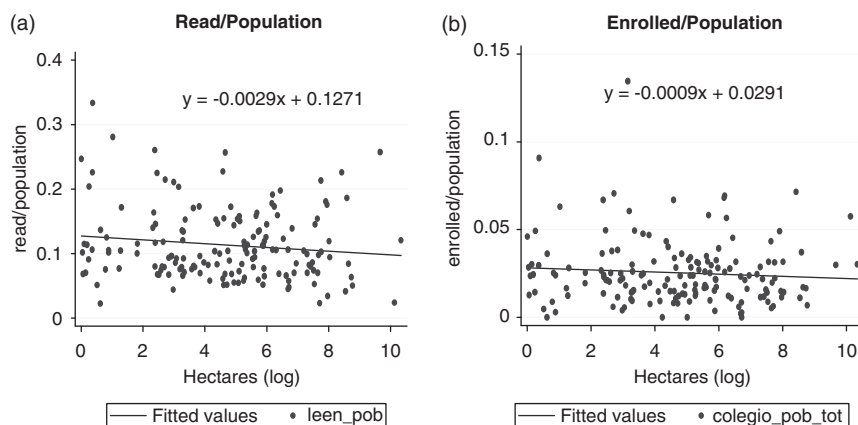 (a) Read/Population
0.4
0.3
0.2
0.1
0
read/population
y = -0.0029x + 0.1271
0 2 4 6 8 10
Hectares (log)
Fitted values leen_pob
(b) Enrolled/Population
0.15
0.1
0.05
0
enrolled/population
y = -0.0009x + 0.0291
0 2 4 6 8 10
Hectares (log)
Fitted values colegio_pob_tot